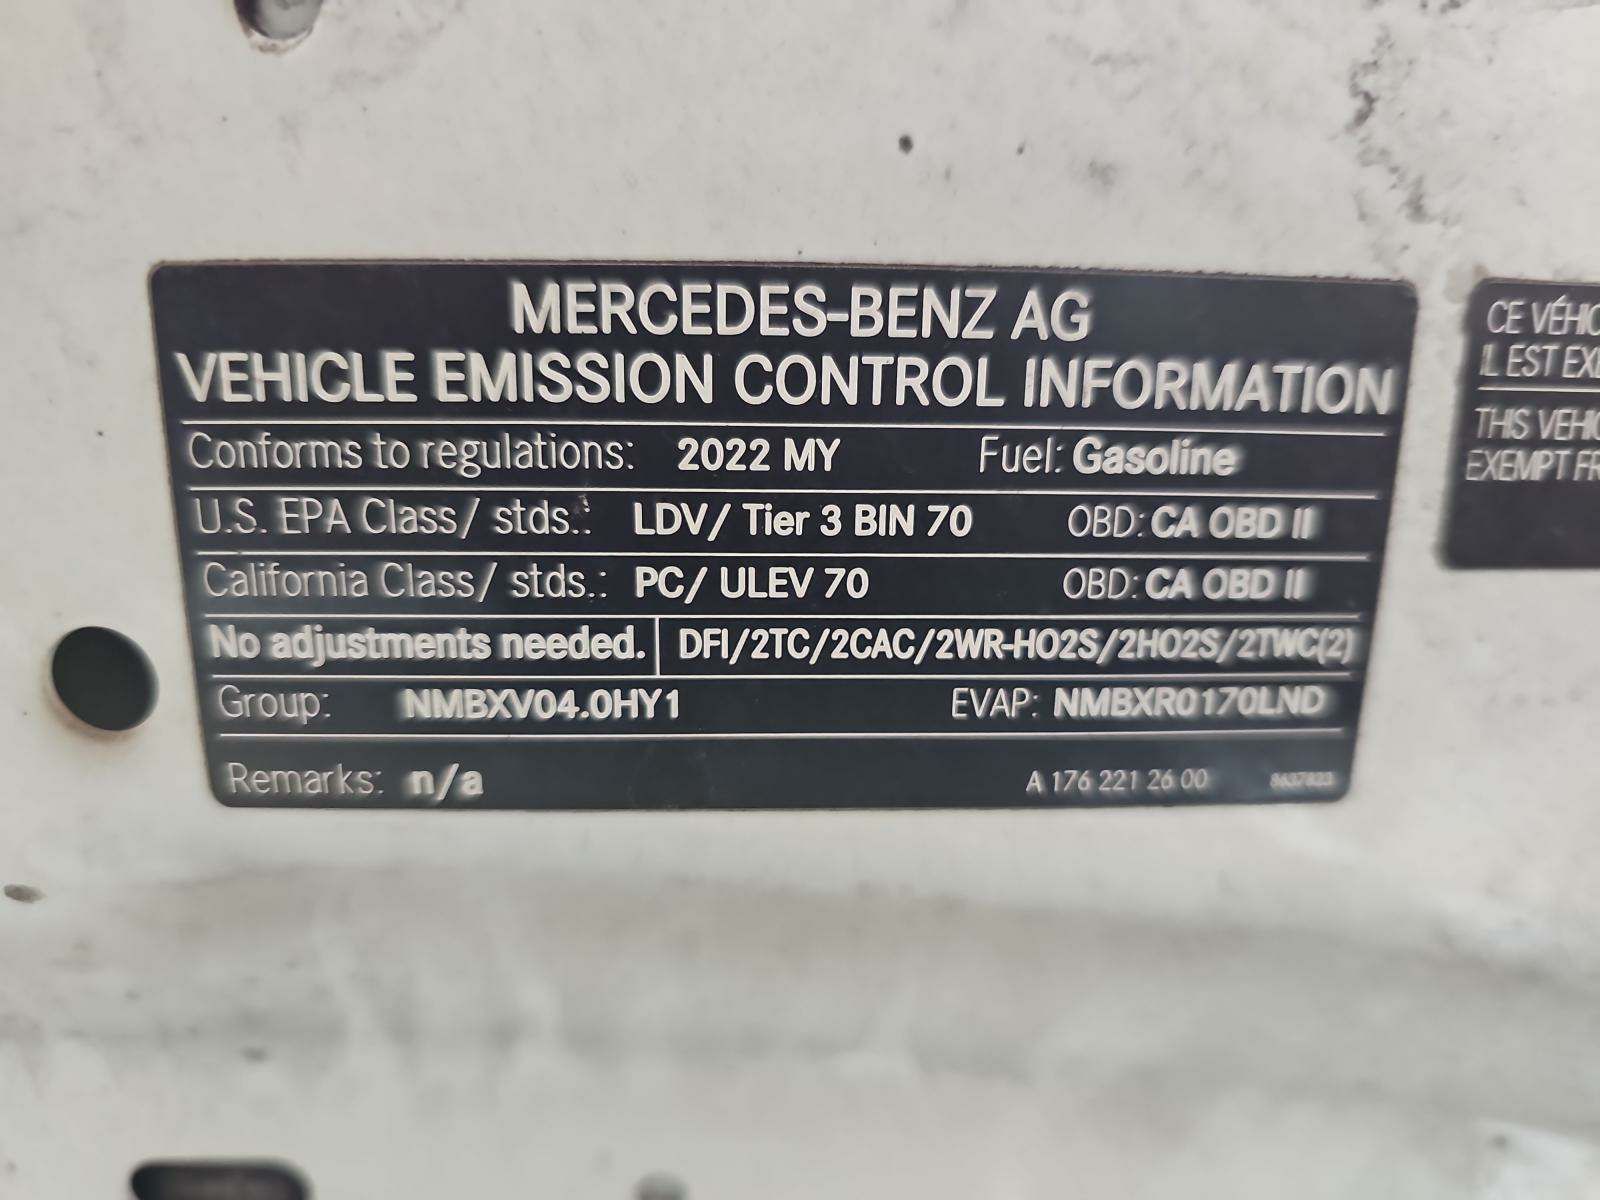 MERCEDES-BENZ AG
VEHICLE EMISSION CONTROL INFORMATION
Conforms to regulations: 2022 MY Fuel: Gasoline
U.S. EPA Class/ stds.: LDV/ Tier 3 BIN 70 OBD: CA OBD II
California Class/ stds.: PC/ ULEV 70 OBD: CA OBD II
No adjustments needed. DFI/2TC/2CAC/2WR-HO2S/2HO2S/2TWC(2)
Group: NMBXV04.0HY1 EVAP: NMBXR0170LND
Remarks: n/a A 176 221 26 00
CE VÉHIC
IL EST EXE
THIS VEHIC
EXEMPT FR